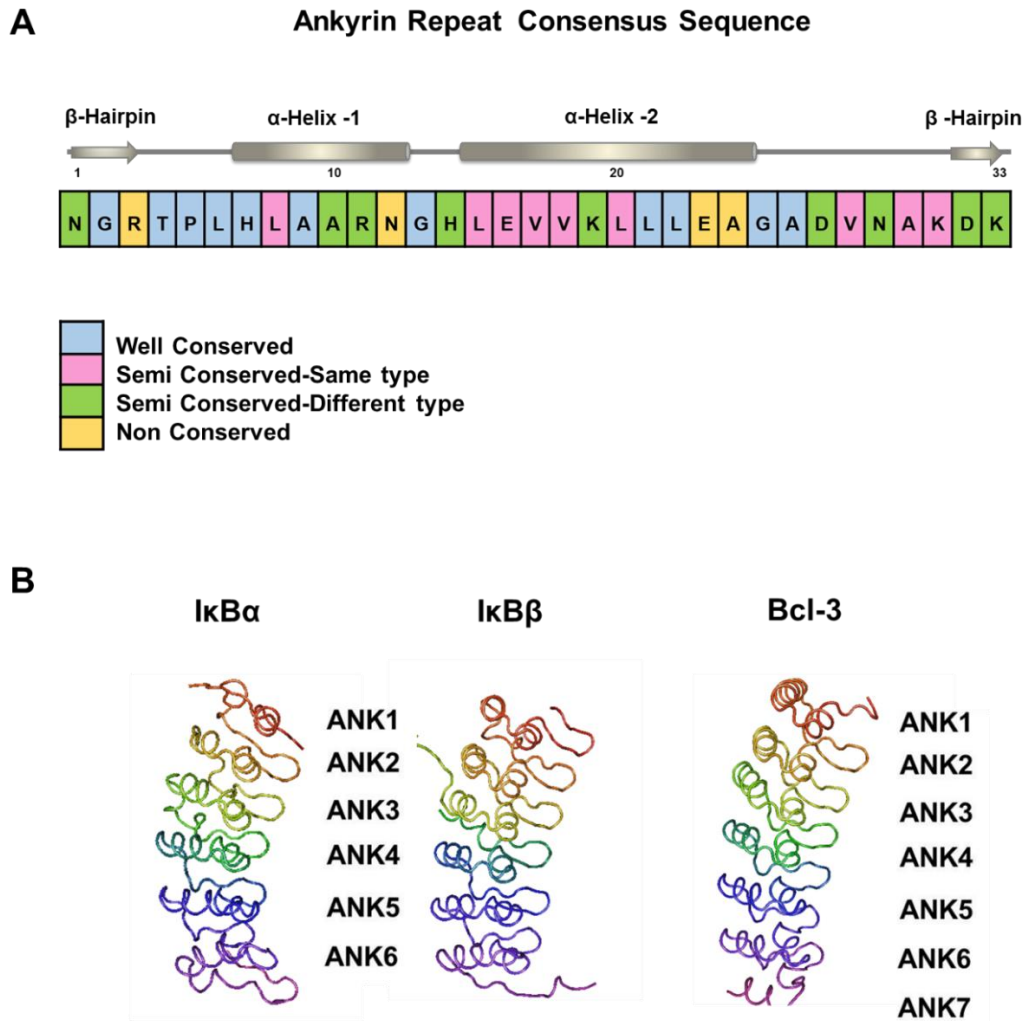 A
Ankyrin Repeat Consensus Sequence
β-Hairpin α-Helix -1 α-Helix -2 β -Hairpin
1 10 20 33
N G R T P L H L A A R N G H L E V V K L L L E A G A D V N A K D K
Well Conserved
Semi Conserved-Same type
Semi Conserved-Different type
Non Conserved
B
IκBα IκBβ Bcl-3
ANK1 ANK1
ANK2 ANK2
ANK3 ANK3
ANK4 ANK4
ANK5 ANK5
ANK6 ANK6
ANK7